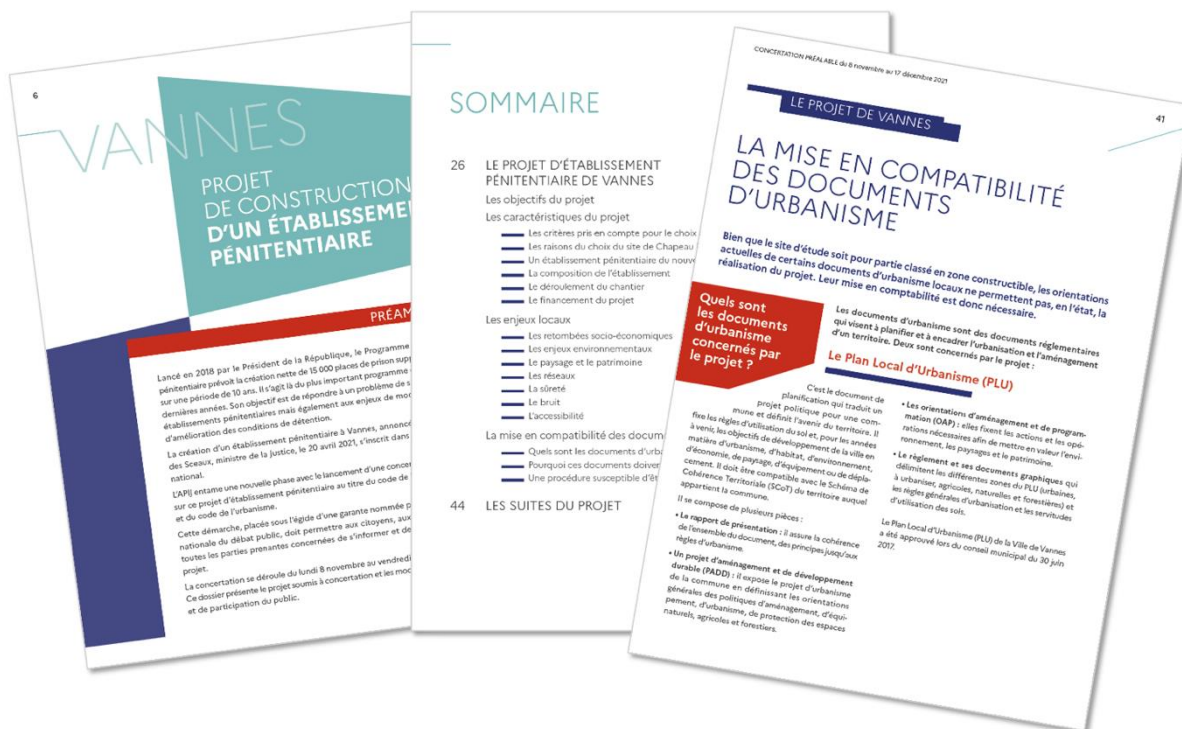 6
VANNES
PROJET
DE CONSTRUCTION
D'UN ÉTABLISSEME
PÉNITENTIAIRE
PRÉAM
Lancé en 2018 par le Président de la République, le Programme
pénitentiaire prévoit la création nette de 15 000 places de prison supp
sur une période de 10 ans. Il s'agit là du plus important programme
dernières années. Son objectif est de répondre à un problème de s
établissements pénitentiaires mais également aux enjeux de mo
d'amélioration des conditions de détention.
La création d'un établissement pénitentiaire à Vannes, annonc
des Sceaux, ministre de la Justice, le 20 avril 2021, s'inscrit dans
national.
L'APIJ entame une nouvelle phase avec le lancement d'une concer
sur ce projet d'établissement pénitentiaire au titre du code de
et du code de l'urbanisme.
Cette démarche, placés sous l'égide d'une garante nommée p
nationale du débat public, doit permettre aux citoyens, aux
toutes les parties prenantes concernées de s'informer et de
projet.
La concertation se déroule du lundi 8 novembre au vendredi
Ce dossier présente le projet soumis à concertation et les mod
et de participation du public.
SOMMAIRE
26 LE PROJET D'ÉTABLISSEMENT
PÉNITENTIAIRE DE VANNES
Les objectifs du projet
Les caractéristiques du projet
Les critères pris en compte pour le choix
Les raisons du choix du site de Chapeau
Un établissement pénitentiaire du nouve
La composition de l'établissement
Le déroulement du chantier
Le financement du projet
Les enjeux locaux
Les retombées socio-économiques
Les enjeux environnementaux
Le paysage et le patrimoine
Les réseaux
La sûreté
Le bruit
L'accessibilité
La mise en compatibilité des docum
Quels sont les documents d'urba
Pourquoi ces documents doiven
Une procédure susceptible d'êt
44 LES SUITES DU PROJET
CONCERTATION PRÉALABLE du 8 novembre au 17 décembre 2021
41
LE PROJET DE VANNES
LA MISE EN COMPATIBILITÉ
DES DOCUMENTS
D'URBANISME
Bien que le site d'étude soit pour partie classé en zone constructible, les orientations
actuelles de certains documents d'urbanisme locaux ne permettent pas, en l'état, la
réalisation du projet. Leur mise en comptabilité est donc nécessaire.
Quels sont
les documents
d'urbanisme
concernés par
le projet ?
Les documents d'urbanisme sont des documents réglementaires
qui visent à planifier et à encadrer l'urbanisation et l'aménagement
d'un territoire. Deux sont concernés par le projet :
Le Plan Local d'Urbanisme (PLU)
C'est le document de
planification qui traduit un
projet politique pour une com-
mune et définit l'avenir du territoire. Il
fixe les règles d'utilisation du sol et, pour les années
à venir, les objectifs de développement de la ville en
matière d'urbanisme, d'habitat, d'environnement,
d'économie, de paysage, d'équipement ou de dépla-
cement. Il doit être compatible avec le Schéma de
Cohérence Territoriale (SCoT) du territoire auquel
appartient la commune.
Il se compose de plusieurs pièces :
• Le rapport de présentation : il assure la cohérence
de l'ensemble du document, des principes jusqu'aux
règles d'urbanisme.
• Un projet d'aménagement et de développement
durable (PADD) : il expose le projet d'urbanisme
de la commune en définissant les orientations
générales des politiques d'aménagement, d'équi-
pement, d'urbanisme, de protection des espaces
naturels, agricoles et forestiers.
• Les orientations d'aménagement et de program-
mation (OAP) : elles fixent les actions et les opé-
rations nécessaires afin de mettre en valeur l'envi-
ronnement, les paysages et le patrimoine.
• Le règlement et ses documents graphiques qui
délimitent les différentes zones du PLU (urbaines,
à urbaniser, agricoles, naturelles et forestières) et
les règles générales d'urbanisation et les servitudes
d'utilisation des sols.
Le Plan Local d'Urbanisme (PLU) de la Ville de Vannes
a été approuvé lors du conseil municipal du 30 juin
2017.